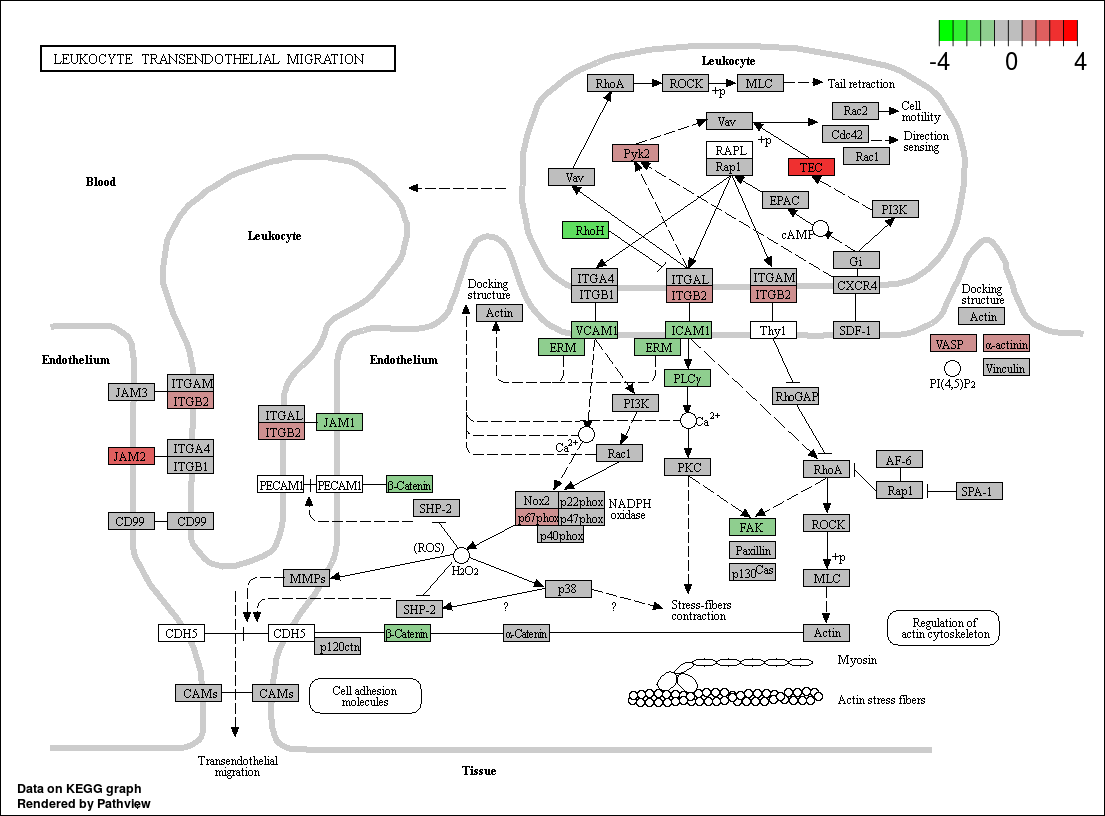 LEUKOCYTE TRANSENDOTHELIAL MIGRATION
-4 0 4
Leukocyte
RhoA
ROCK
+p
MLC
Tail retraction
Vav
+p
Rac2
Cell
motility
Cdc42
Direction
sensing
Rac1
Pyk2
RAPL
Rap1
TEC
Vav
EPAC
PI3K
cAMP
RhoH
Gi
ITGA4
ITGB1
ITGAL
ITGB2
ITGAM
ITGB2
CXCR4
Blood
Leukocyte
Docking
structure
Actin
VCAM1
ICAM1
Thy1
SDF-1
ERM
ERM
Docking
structure
Actin
VASP
α-actinin
PI(4,5)P2
Vinculin
Endothelium
Endothelium
JAM3
ITGAM
ITGB2
ITGAL
ITGB2
JAM1
JAM2
ITGA4
ITGB1
PLCγ
PI3K
RhoGAP
Ca2+
Ca2+
Rac1
PKC
RhoA
AF-6
Rap1
SPA-1
PECAM1
PECAM1
β-Catenin
SHP-2
CD99
CD99
Nox2
p22phox
p67phox
p47phox
p40phox
NADPH
oxidase
FAK
Paxillin
p130Cas
ROCK
+p
MLC
(ROS)
H2O2
MMPs
p38
SHP-2
?
?
Stress-fibers
contraction
CDH5
CDH5
p120ctn
β-Catenin
α-Catenin
Actin
Regulation of
actin cytoskeleton
CAMs
CAMs
Cell adhesion
molecules
Myosin
Actin stress fibers
Transendothelial
migration
Tissue
Data on KEGG graph
Rendered by Pathview